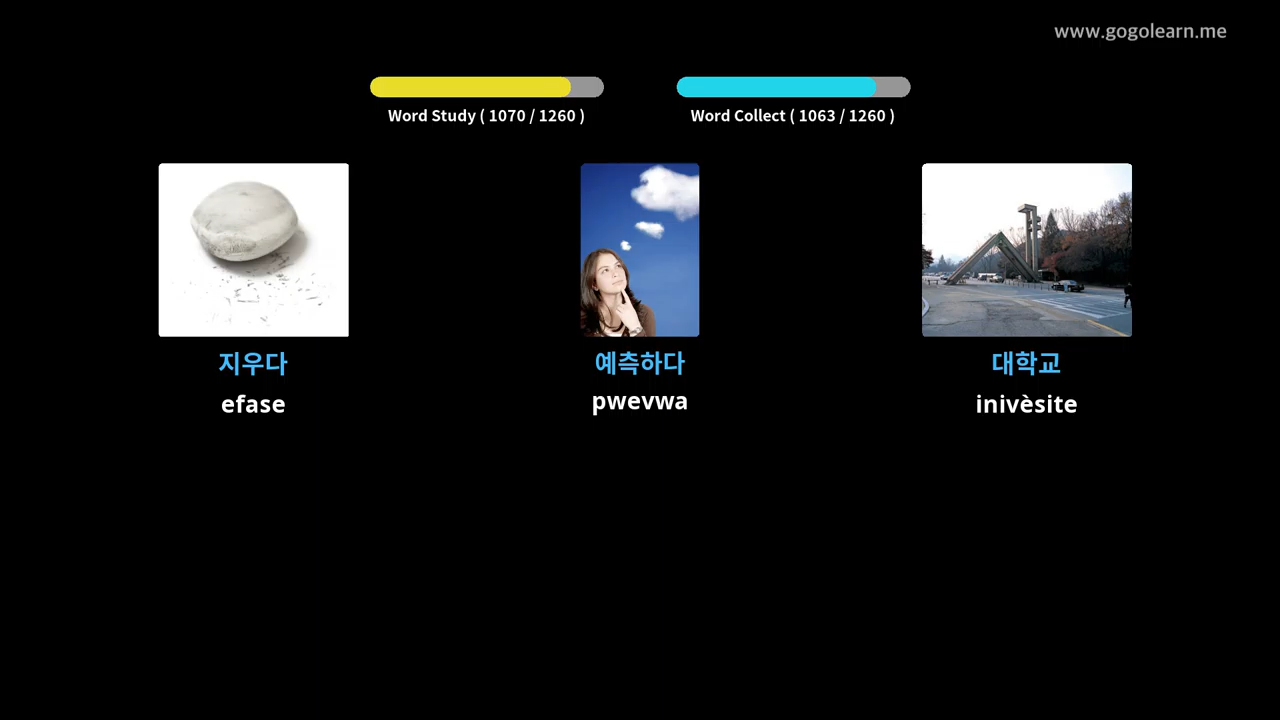 www.gogolearn.me
Word Study ( 1070 / 1260 )
Word Collect ( 1063 / 1260 )
지우다
예측하다
대학교
efase
pwevwa
inivèsite